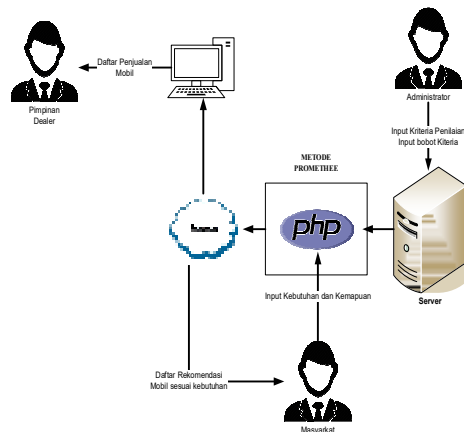 Daftar Penjualan
Mobil
Pimpinan
Dealer
Administrator
Input Kriteria Penilaian
Input bobot Kiteria
METODE
PROMETHEE
php
Server
Input Kebutuhan dan Kemapuan
Daftar Rekomendasi
Mobil sesuai kebutuhan
Masyarkat